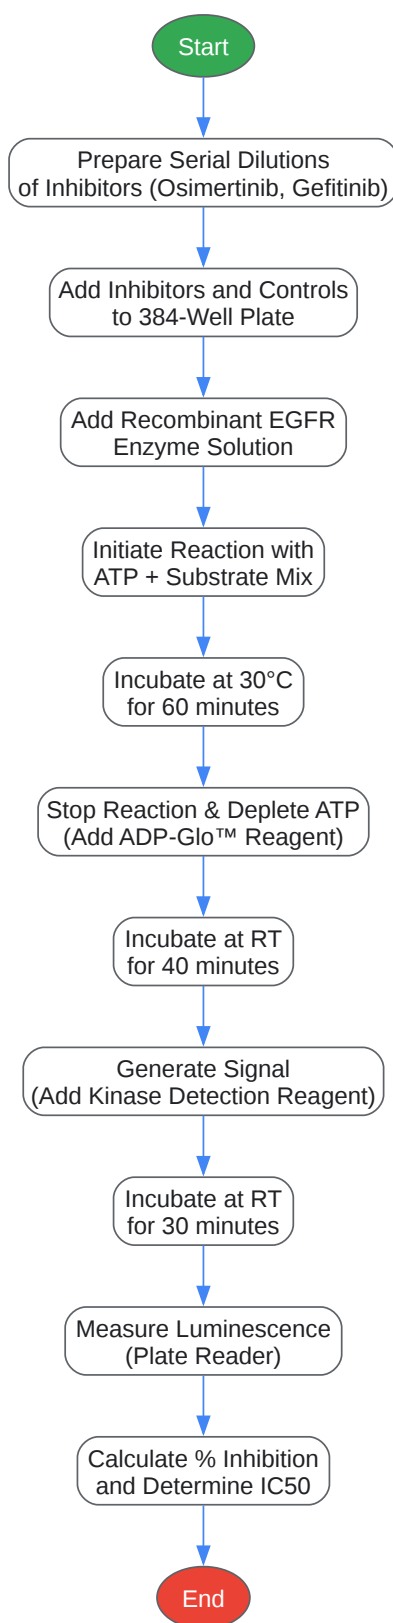 Start
Prepare Serial Dilutions
of Inhibitors (Osimertinib, Gefitinib)
Add Inhibitors and Controls
to 384-Well Plate
Add Recombinant EGFR
Enzyme Solution
Initiate Reaction with
ATP + Substrate Mix
Incubate at 30°C
for 60 minutes
Stop Reaction & Deplete ATP
(Add ADP-Glo™ Reagent)
Incubate at RT
for 40 minutes
Generate Signal
(Add Kinase Detection Reagent)
Incubate at RT
for 30 minutes
Measure Luminescence
(Plate Reader)
Calculate % Inhibition
and Determine IC50
End